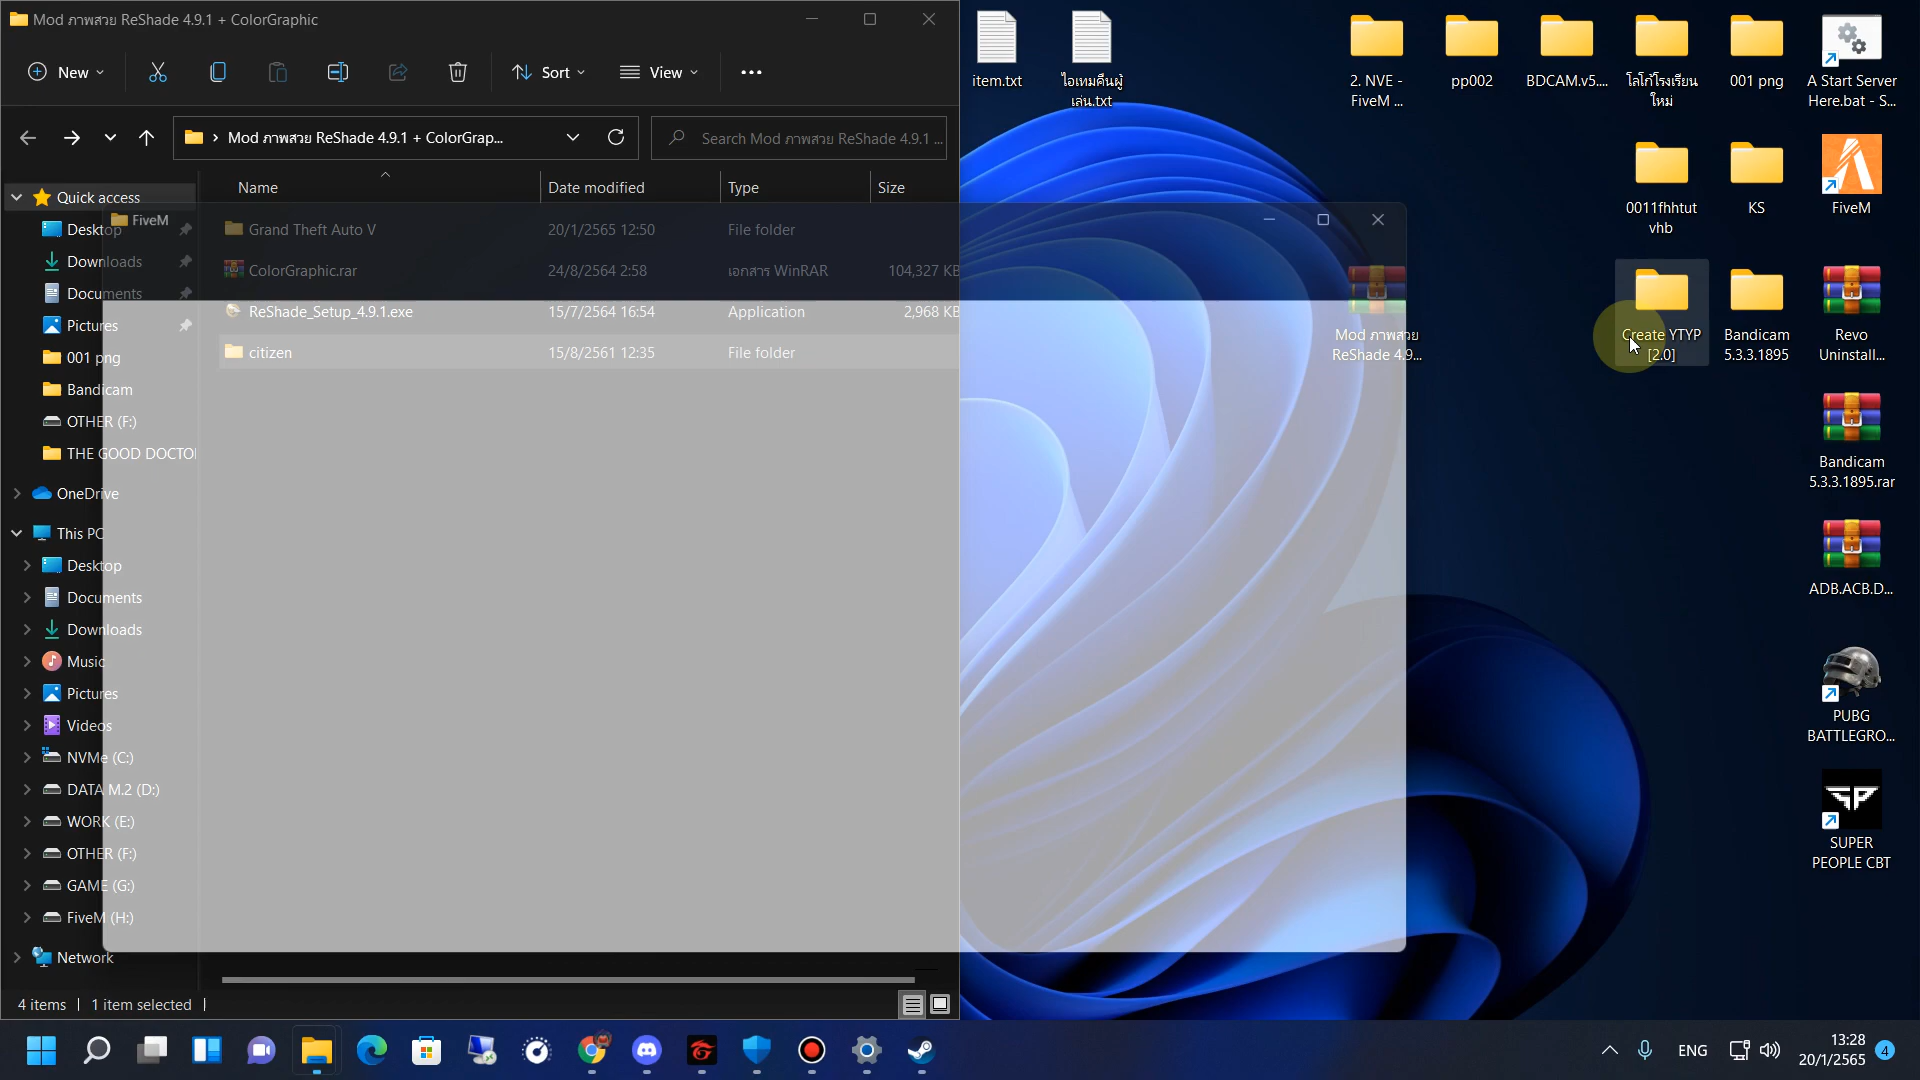 Mod ภาพสวย ReShade 4.9.1 + ColorGraphic
New
Sort
View
Mod ภาพสวย ReShade 4.9.1 + ColorGrap...
Search Mod ภาพสวย ReShade 4.9.1 ...
Name
Date modified
Type
Size
Quick access
Desktop
Downloads
Documents
Pictures
001 png
Bandicam
OTHER (F:)
THE GOOD DOCTO
OneDrive
This PC
Desktop
Documents
Downloads
Music
Pictures
Videos
NVMe (C:)
DATA M.2 (D:)
WORK (E:)
OTHER (F:)
GAME (G:)
FiveM (H:)
Network
FiveM
Grand Theft Auto V 20/1/2565 12:50 File folder
ColorGraphic.rar 24/8/2564 2:58 เอกสาร WinRAR 104,327 KB
ReShade_Setup_4.9.1.exe 15/7/2564 16:54 Application 2,968 KB
citizen 15/8/2561 12:35 File folder
4 items
1 item selected
item.txt
ไอเทมคืนผู้
เล่น.txt
2. NVE -
FiveM ...
pp002
BDCAM.v5....
โลโก้โรงเรียน
ใหม่
001 png
A Start Server
Here.bat - S...
0011fhhtut
vhb
KS
FiveM
Mod ภาพสวย
ReShade 4.9...
Create YTYP
[2.0]
Bandicam
5.3.3.1895
Revo
Uninstall...
Bandicam
5.3.3.1895.rar
ADB.ACB.D...
PUBG
BATTLEGRO...
SP
SUPER
PEOPLE CBT
ENG
13:28
20/1/2565
4